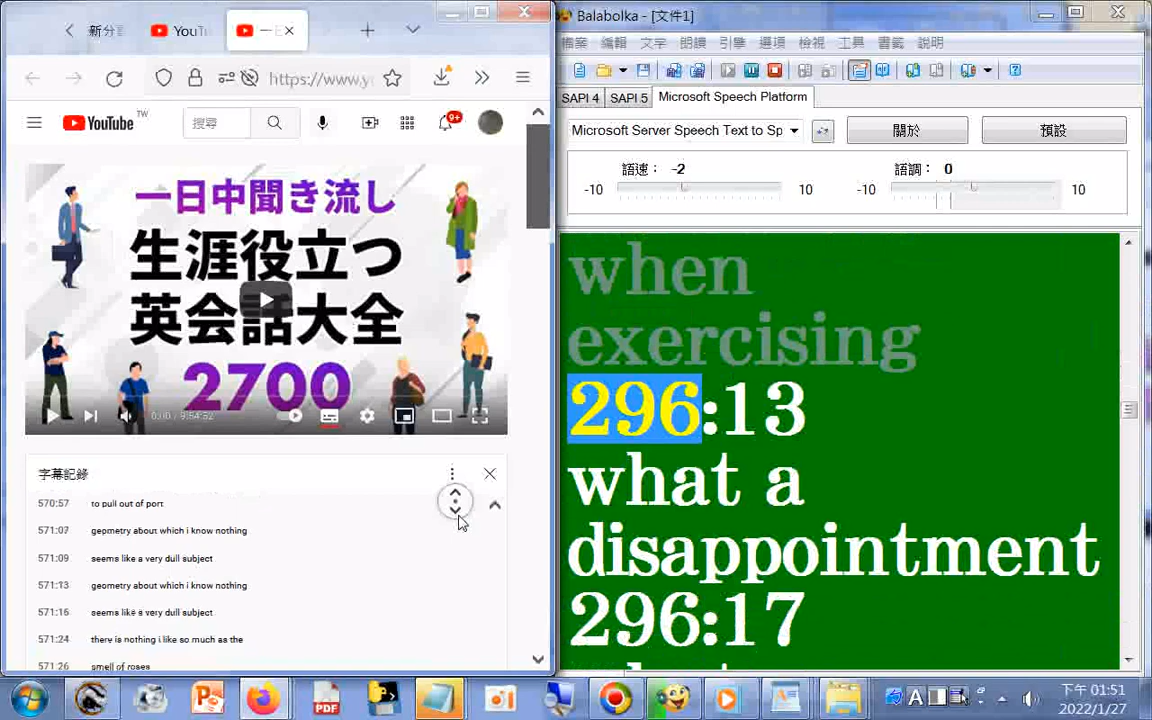 新分
YouTu
一
https://www.y
YouTube TW
搜尋
9+
一日中聞き流し
生涯役立つ
英会話大全
2700
0:00 / 9:54:52
字幕記錄
570:57 to pull out of port
571:07 geometry about which i know nothing
571:09 seems like a very dull subject
571:13 geometry about which i know nothing
571:16 seems like a very dull subject
571:24 there is nothing i like so much as the
571:26 smell of roses
Balabolka - [文件1]
檔案 編輯 文字 朗讀 引擎 選項 檢視 工具 書籤 說明
SAPI 4 SAPI 5 Microsoft Speech Platform
Microsoft Server Speech Text to Sp
關於
預設
語速： -2
語調： 0
-10 10 -10 10
when
exercising
296:13
what a
disappointment
296:17
PDF
A
下午 01:51
2022/1/27